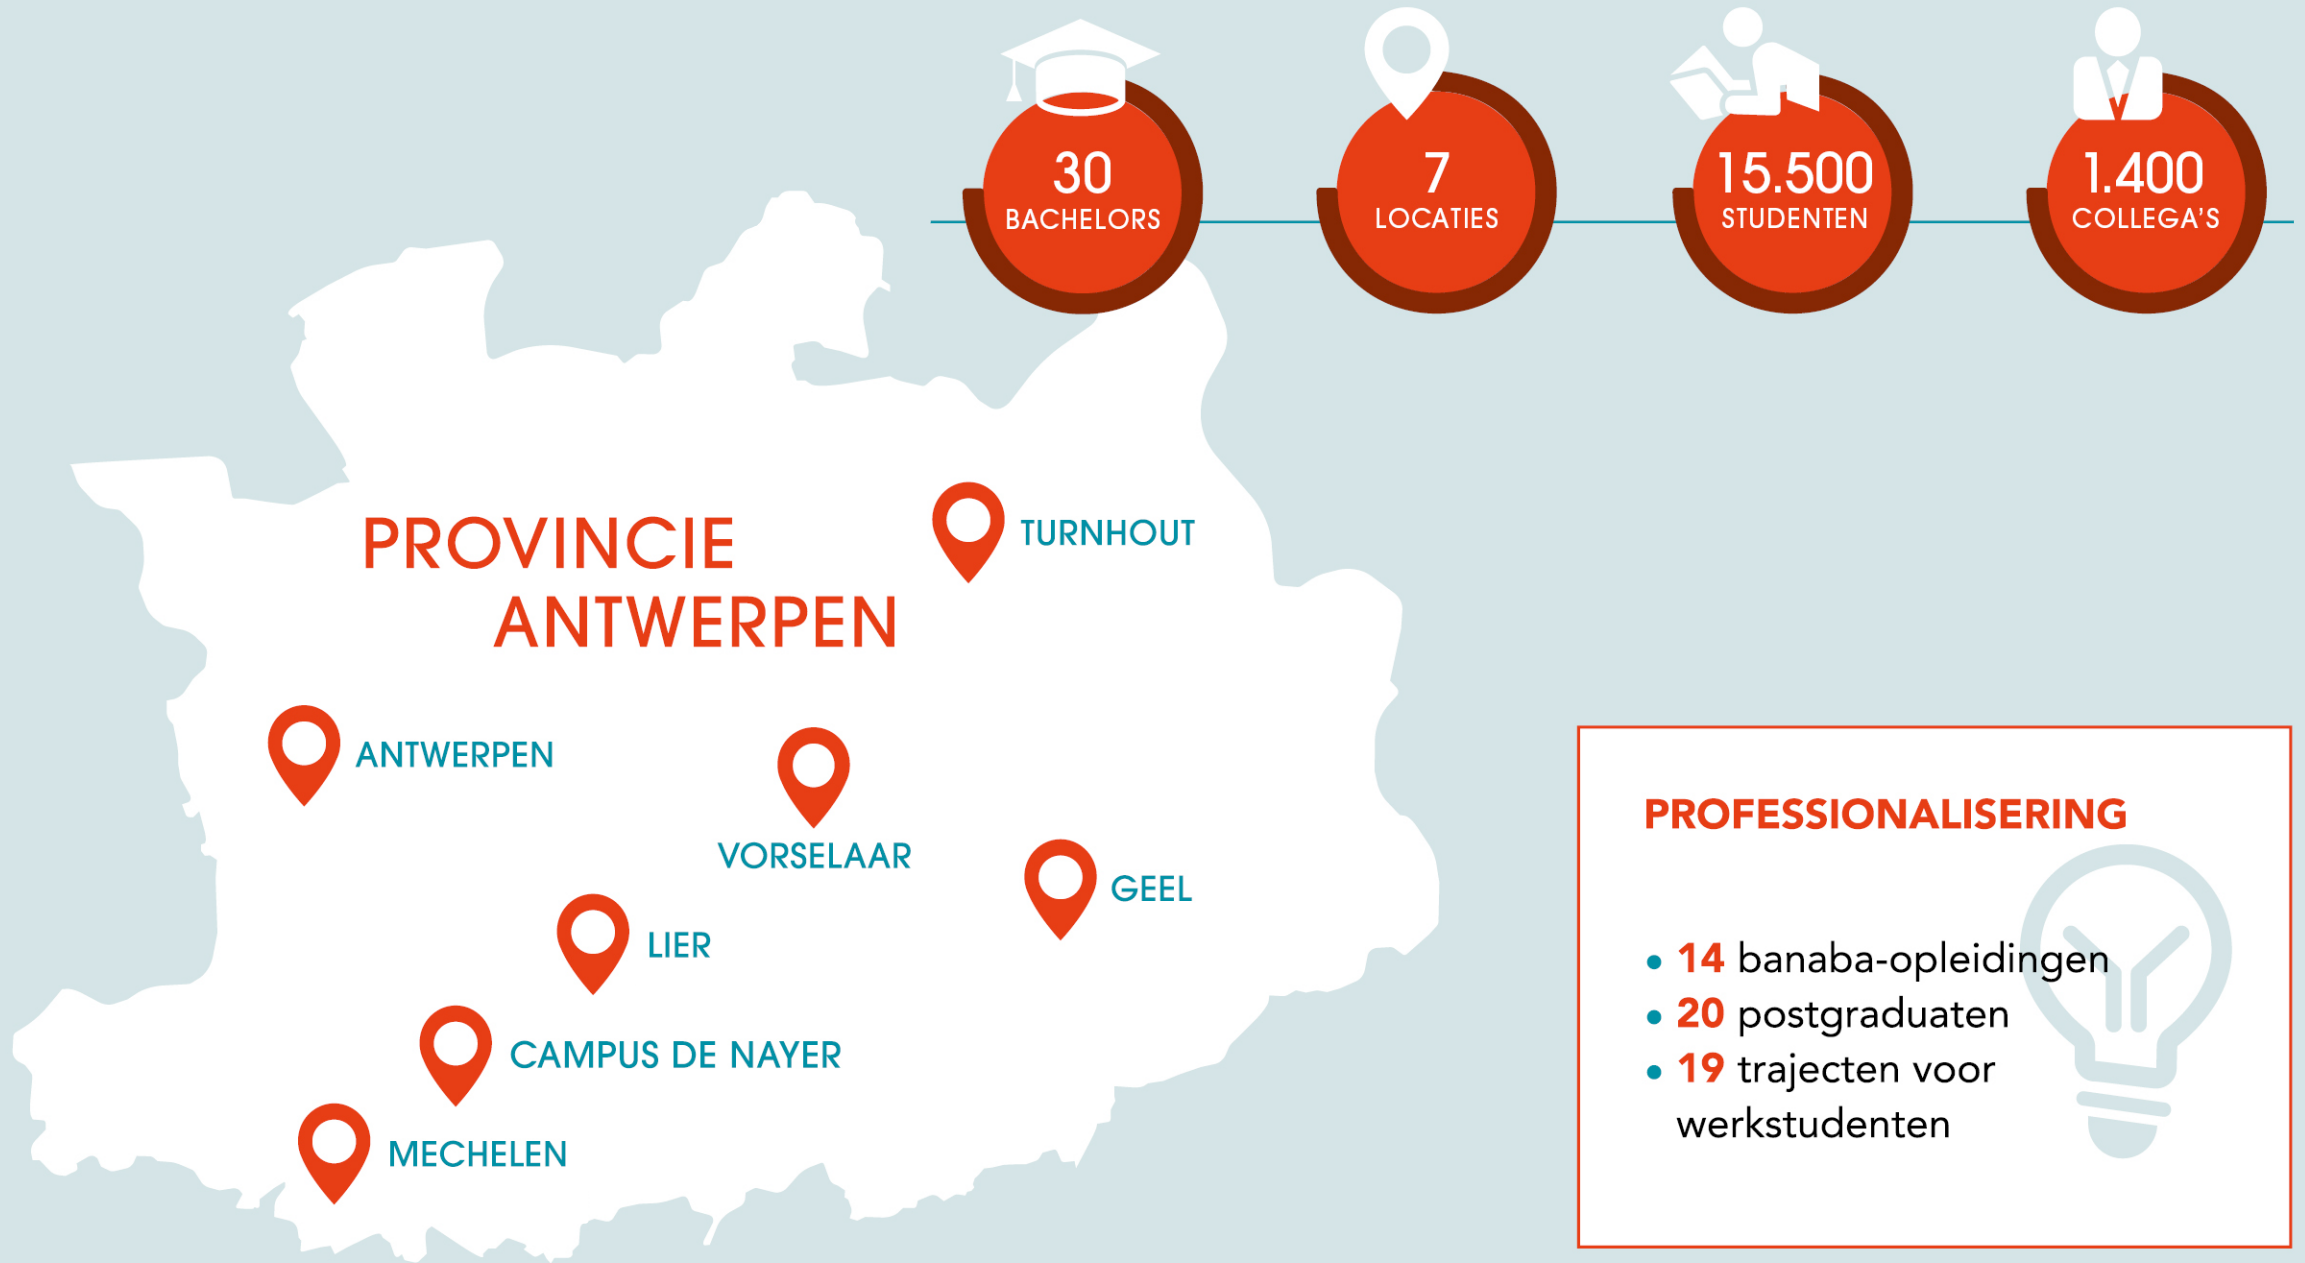 30
BACHELORS
7
LOCATIES
15.500
STUDENTEN
1.400
COLLEGA'S
PROVINCIE
ANTWERPEN
TURNHOUT
ANTWERPEN
VORSELAAR
GEEL
LIER
CAMPUS DE NAYER
MECHELEN
PROFESSIONALISERING
• 14 banaba-opleidingen
• 20 postgraduaten
• 19 trajecten voor
werkstudenten